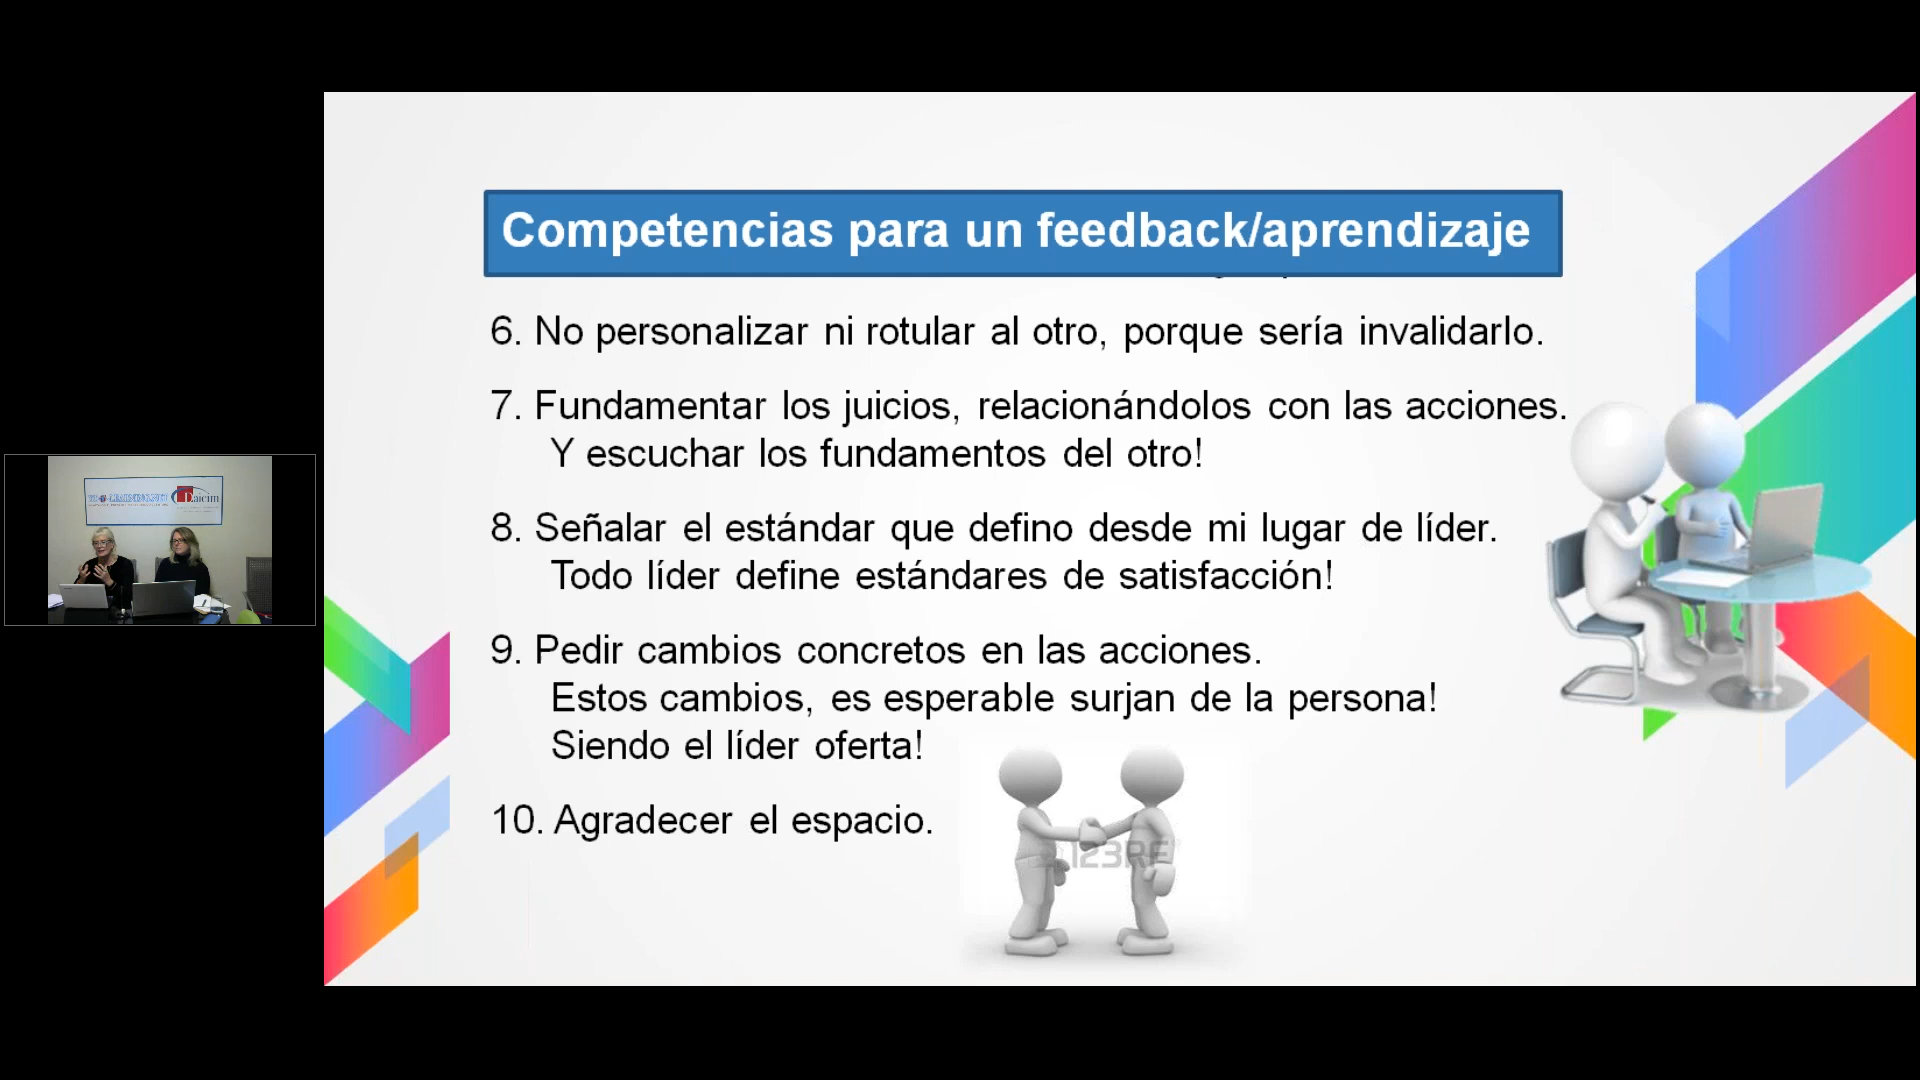 Competencias para un feedback/aprendizaje
6. No personalizar ni rotular al otro, porque sería invalidarlo.
7. Fundamentar los juicios, relacionándolos con las acciones.
Y escuchar los fundamentos del otro!
8. Señalar el estándar que defino desde mi lugar de líder.
Todo líder define estándares de satisfacción!
9. Pedir cambios concretos en las acciones.
Estos cambios, es esperable surjan de la persona!
Siendo el líder oferta!
10. Agradecer el espacio.
123RF
Daicim